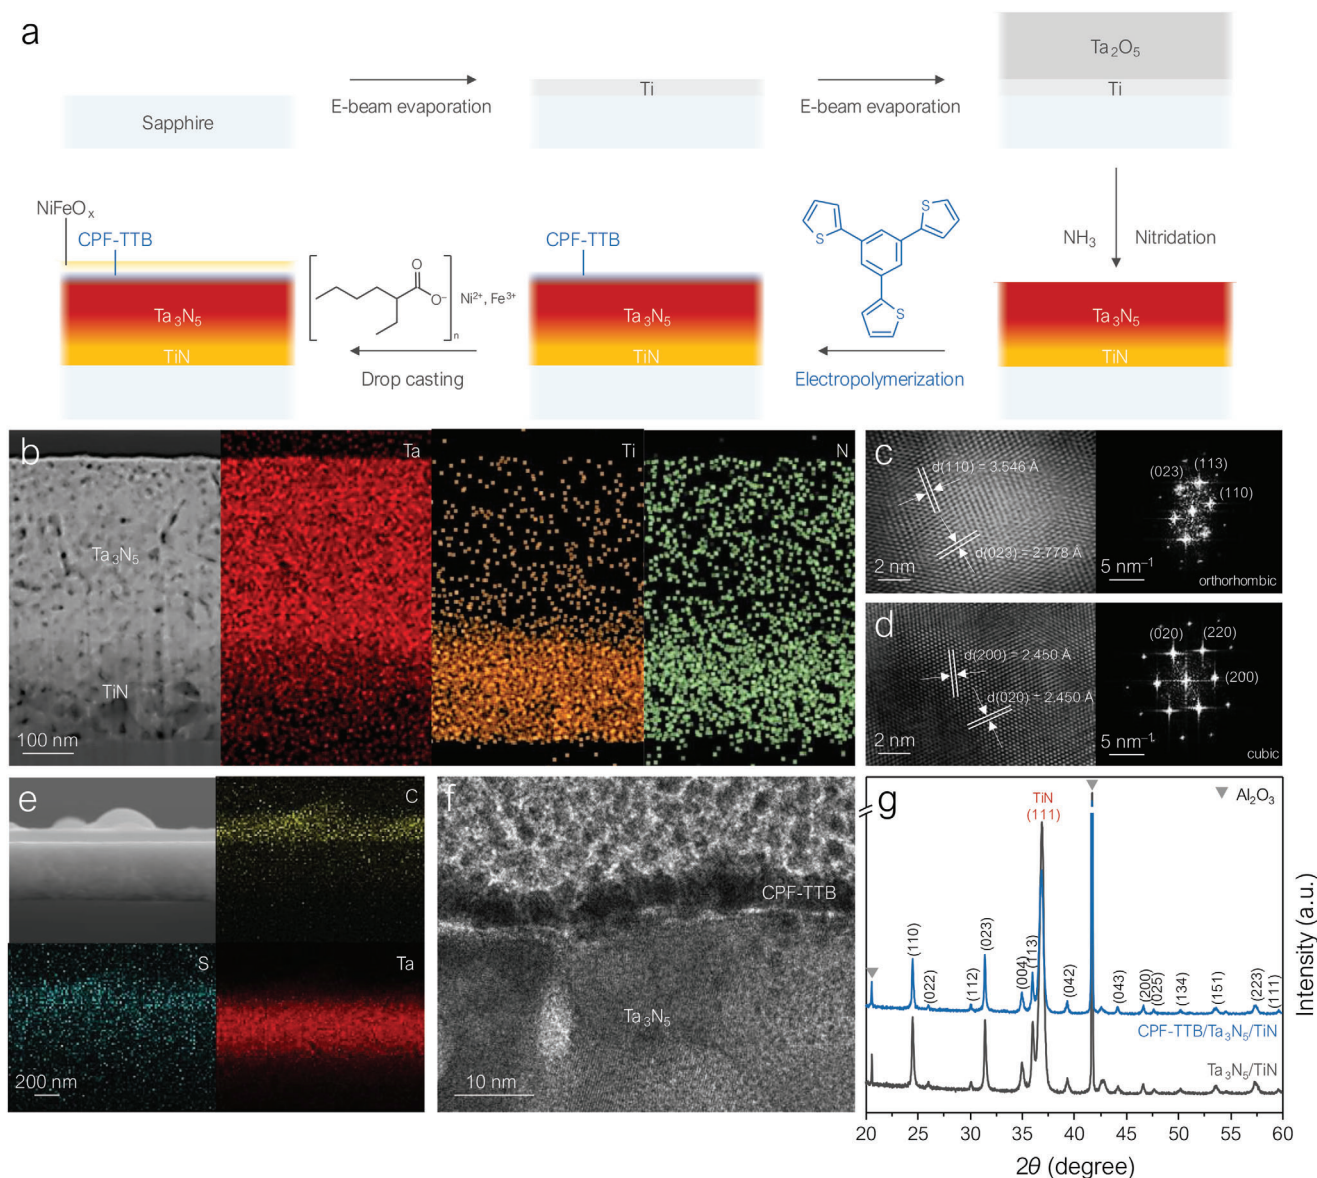 a
Sapphire
E-beam evaporation
Ti
E-beam evaporation
Ta₂O₅
Ti
NH₃
Nitridation
Ta₃N₅
TiN
S
S
S
Electropolymerization
CPF-TTB
Ta₃N₅
TiN
O
O⁻
n
Ni²⁺, Fe³⁺
Drop casting
NiFeOₓ
CPF-TTB
Ta₃N₅
TiN
b
Ta₃N₅
TiN
100 nm
Ta
Ti
N
c
d(110) = 3.546 Å
d(023) = 2.778 Å
2 nm
(023)
(113)
(110)
5 nm⁻¹
orthorhombic
d
d(200) = 2.450 Å
d(020) = 2.450 Å
2 nm
(020)
(220)
(200)
5 nm⁻¹
cubic
e
C
S
Ta
200 nm
f
CPF-TTB
Ta₃N₅
10 nm
g
TiN
(111)
Al₂O₃
(110)
(022)
(112)
(023)
(004)
(113)
(042)
(043)
(200)
(025)
(134)
(151)
(223)
(111)
CPF-TTB/Ta₃N₅/TiN
Ta₃N₅/TiN
Intensity (a.u.)
20 25 30 35 40 45 50 55 60
2θ (degree)